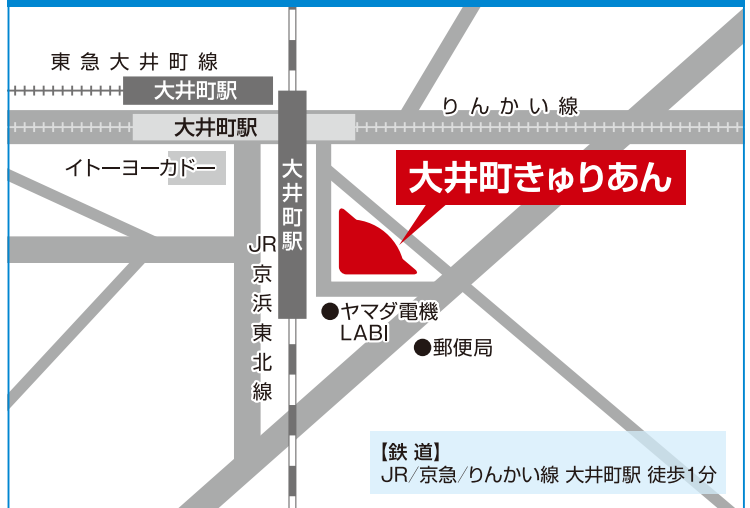 東急大井町線
大井町駅
りんかい線
大井町駅
イトーヨーカドー
大井町駅
大井町きゅりあん
JR京浜東北線
●ヤマダ電機
LABI
●郵便局
【鉄 道】
JR/京急/りんかい線 大井町駅 徒歩1分